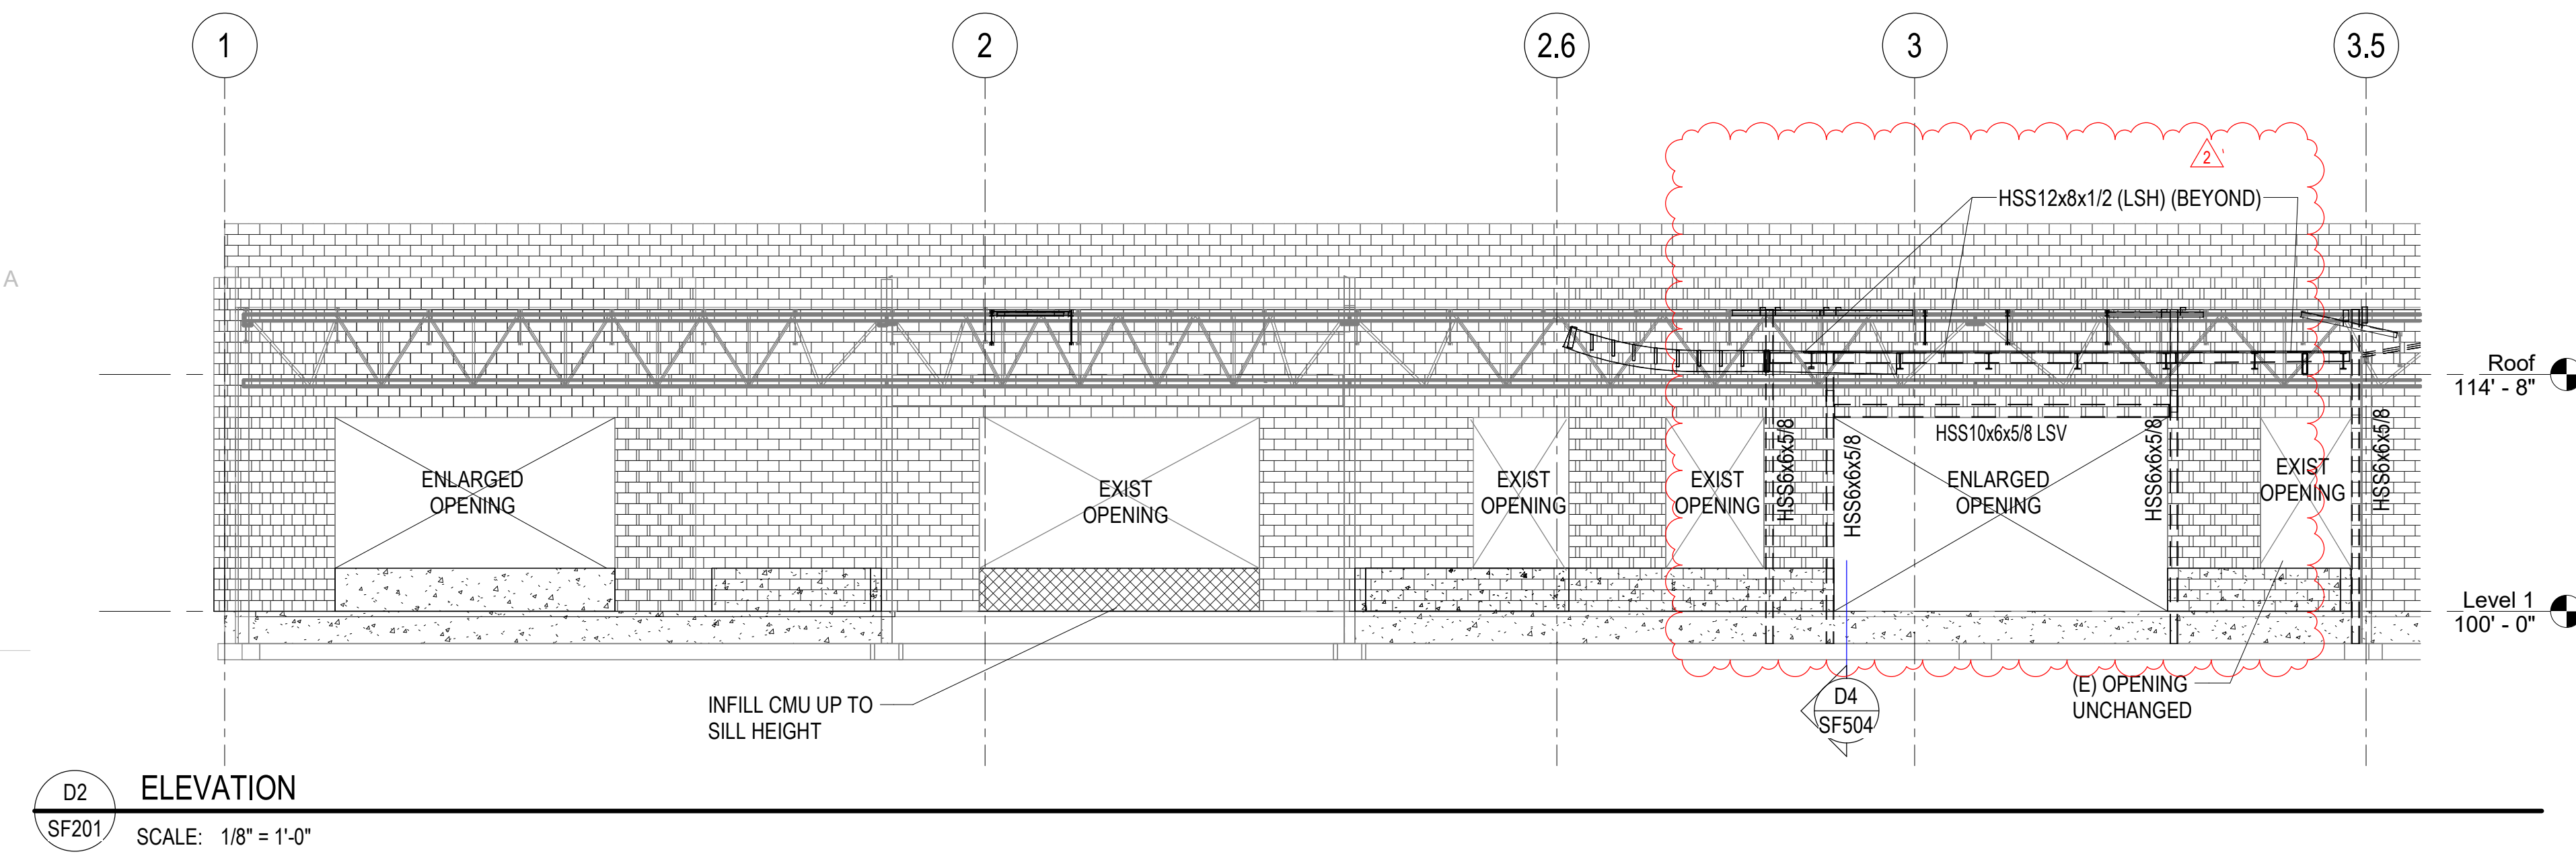 1
2
2.6
3
3.5
2
HSS12x8x1/2 (LSH) (BEYOND)
A
Roof
114' - 8"
HSS10x6x5/8 LSV
HSS6x6x5/8
HSS6x6x5/8
HSS6x6x5/8
HSS6x6x5/8
ENLARGED
OPENING
EXIST
OPENING
EXIST
OPENING
EXIST
OPENING
ENLARGED
OPENING
EXIST
OPENING
Level 1
100' - 0"
INFILL CMU UP TO
SILL HEIGHT
D4
SF504
(E) OPENING
UNCHANGED
D2
SF201
ELEVATION
SCALE: 1/8" = 1'-0"